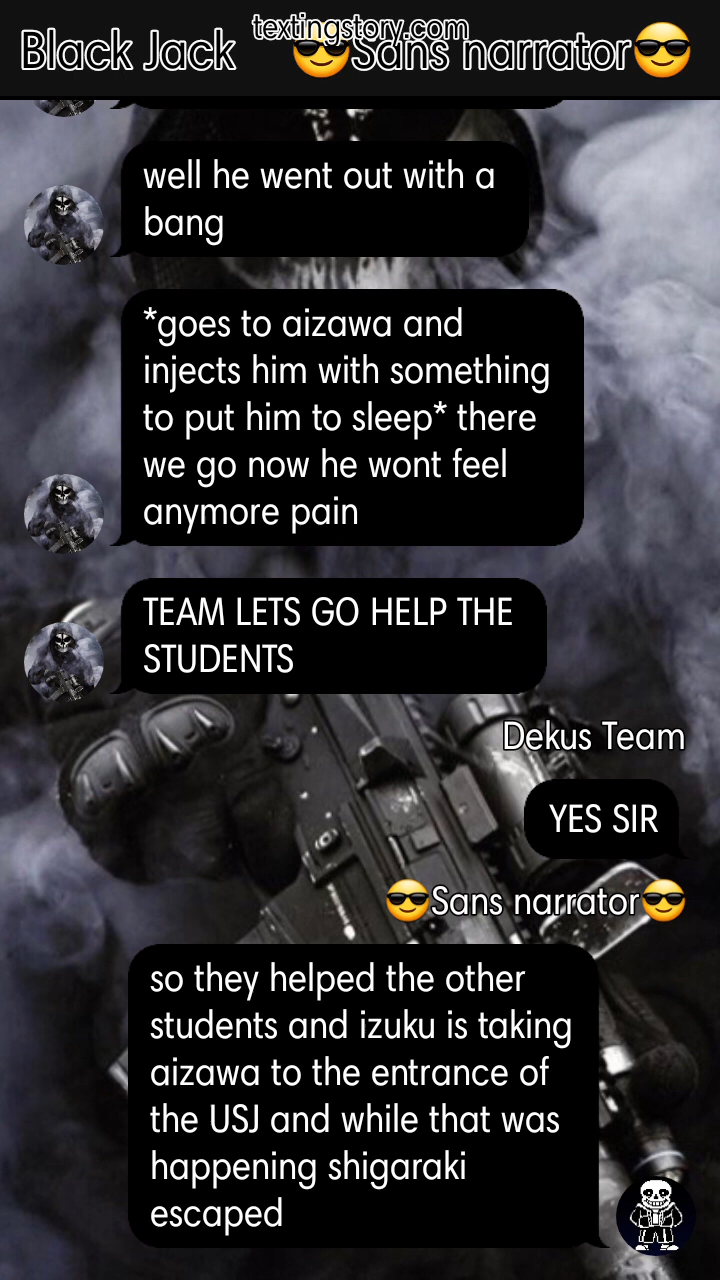 textingstory.com
Black Jack
😎Sans narrator😎
well he went out with a
bang
*goes to aizawa and
injects him with something
to put him to sleep* there
we go now he wont feel
anymore pain
TEAM LETS GO HELP THE
STUDENTS
Dekus Team
YES SIR
😎Sans narrator😎
so they helped the other
students and izuku is taking
aizawa to the entrance of
the USJ and while that was
happening shigaraki
escaped